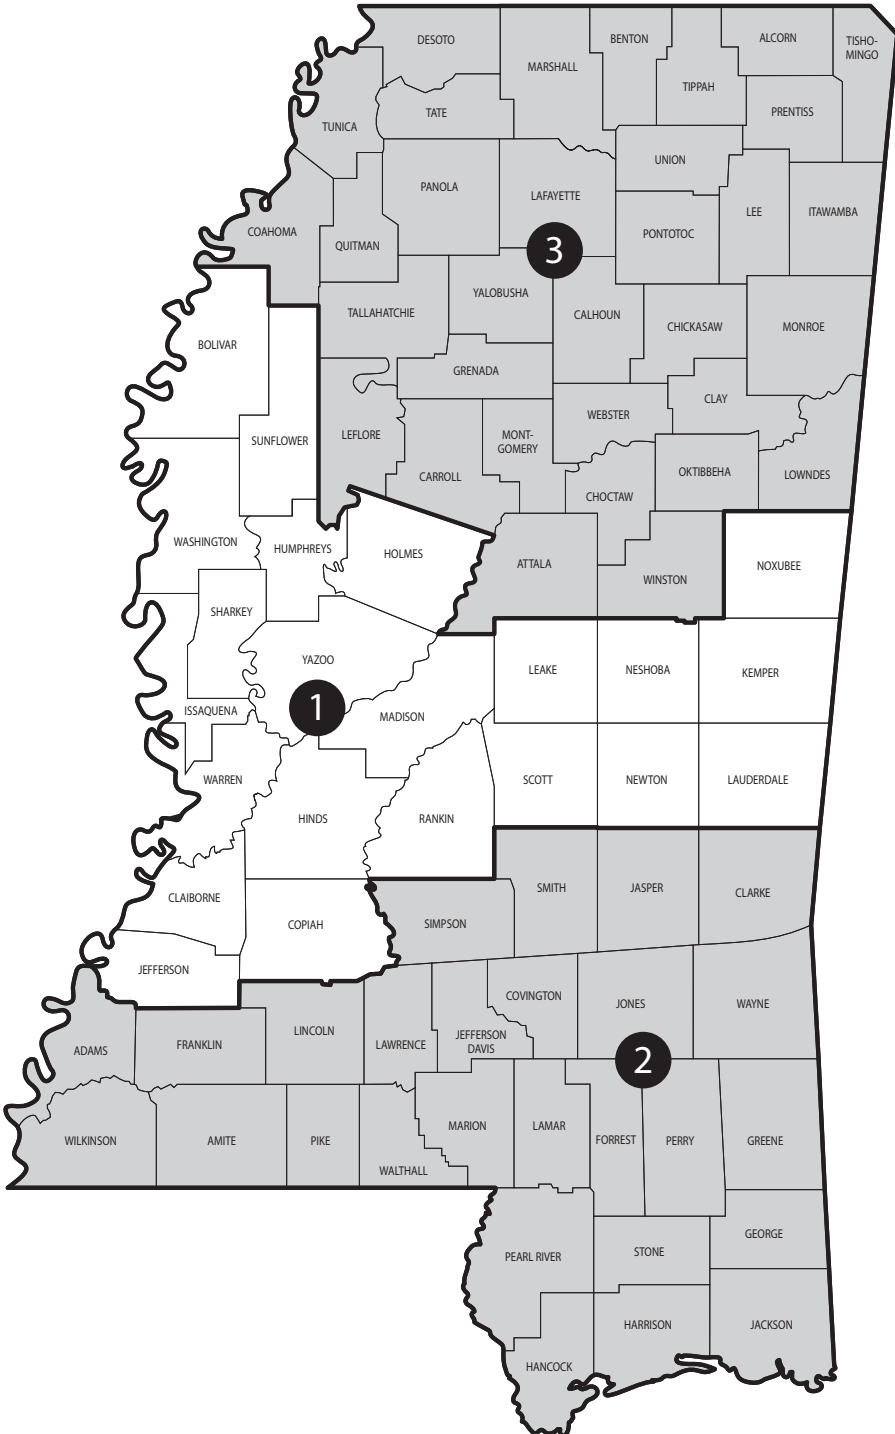 DESOTO
BENTON
ALCORN
TISHO-
MINGO
MARSHALL
TIPPAH
TATE
PRENTISS
TUNICA
UNION
PANOLA
LAFAYETTE
LEE
ITAWAMBA
COAHOMA
QUITMAN
PONTOTOC
3
YALOBUSHA
TALLAHATCHIE
CALHOUN
CHICKASAW
MONROE
BOLIVAR
GRENADA
CLAY
WEBSTER
SUNFLOWER
LEFLORE
MONT-
GOMERY
CARROLL
OKTIBBEHA
LOWNDES
CHOCTAW
WASHINGTON
HUMPHREYS
HOLMES
ATTALA
WINSTON
NOXUBEE
SHARKEY
YAZOO
LEAKE
NESHOBA
KEMPER
1
ISSAQUENA
MADISON
WARREN
SCOTT
NEWTON
LAUDERDALE
HINDS
RANKIN
SMITH
JASPER
CLARKE
CLAIBORNE
COPIAH
SIMPSON
JEFFERSON
COVINGTON
JONES
WAYNE
LINCOLN
ADAMS
FRANKLIN
LAWRENCE
JEFFERSON
DAVIS
2
WILKINSON
AMITE
PIKE
MARION
LAMAR
FORREST
PERRY
GREENE
WALTHALL
GEORGE
PEARL RIVER
STONE
HARRISON
JACKSON
HANCOCK